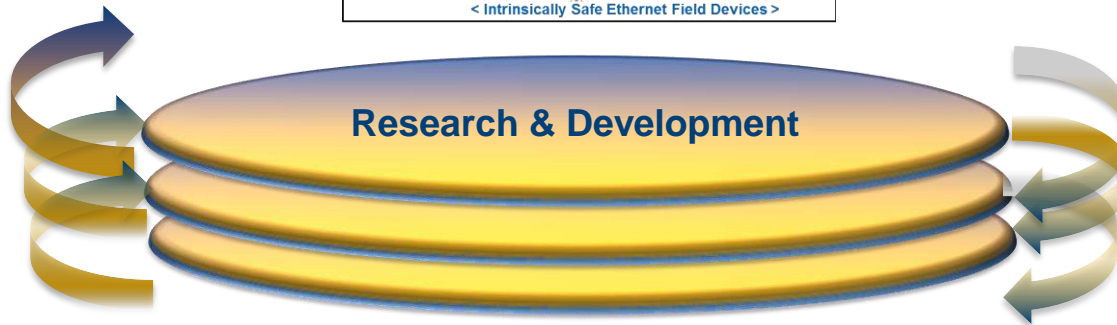 < Intrinsically Safe Ethernet Field Devices >
Research & Development